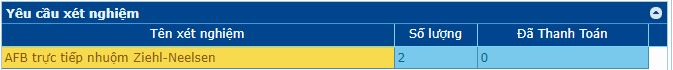 Yêu cầu xét nghiệm
Tên xét nghiệm Số lượng Đã Thanh Toán
AFB trực tiếp nhuộm Ziehl-Neelsen 2 0